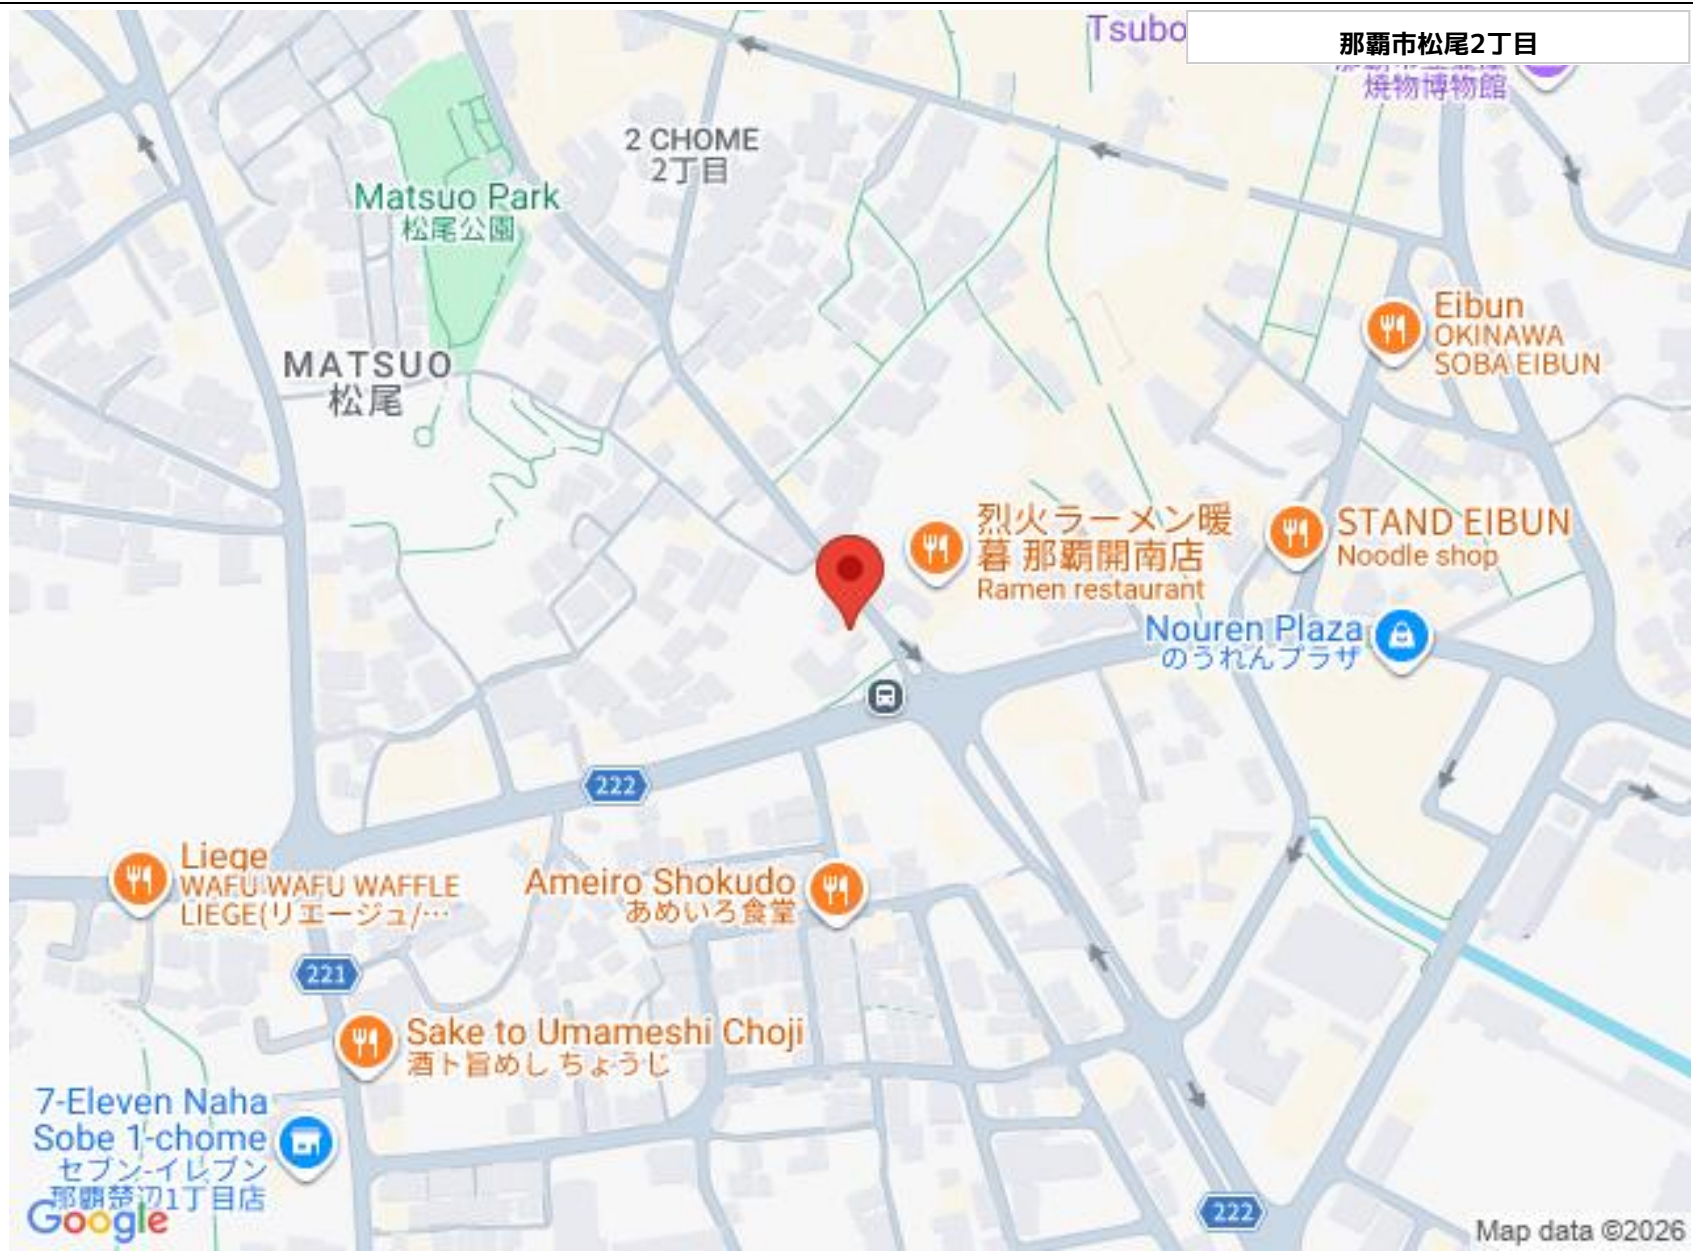 Tsubo
那覇市松尾2丁目
焼物博物館
2 CHOME
2丁目
Matsuo Park
松尾公園
MATSUO
松尾
Eibun
OKINAWA
SOBA EIBUN
烈火ラーメン暖
暮 那覇開南店
Ramen restaurant
STAND EIBUN
Noodle shop
Nouren Plaza
のうれんプラザ
222
Liege
WAFU WAFU WAFFLE
LIEGE(リエージュ/…
Ameiro Shokudo
あめいろ食堂
221
Sake to Umameshi Choji
酒ト旨めし ちょうじ
7-Eleven Naha
Sobe 1-chome
セブン-イレブン
那覇楚辺1丁目店
Google
222
Map data ©2026